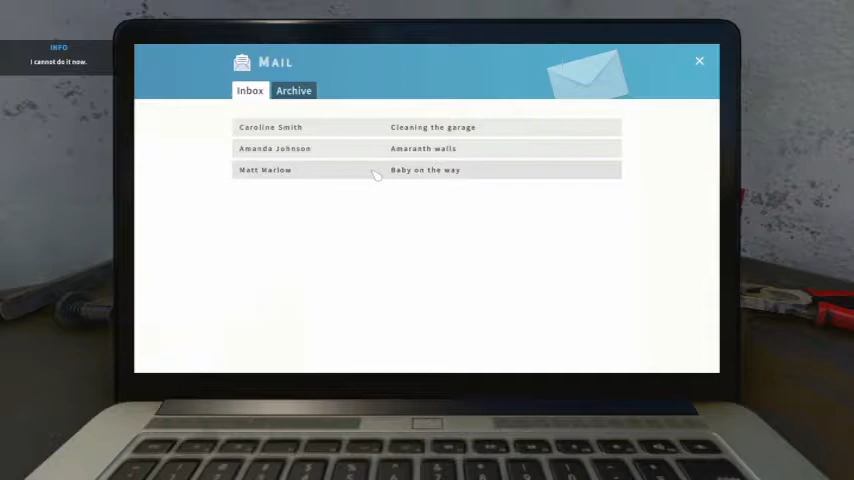 INFO
I cannot do it now.
MAIL
Inbox Archive
Caroline Smith Cleaning the garage
Amanda Johnson Amaranth walls
Matt Marlow Baby on the way